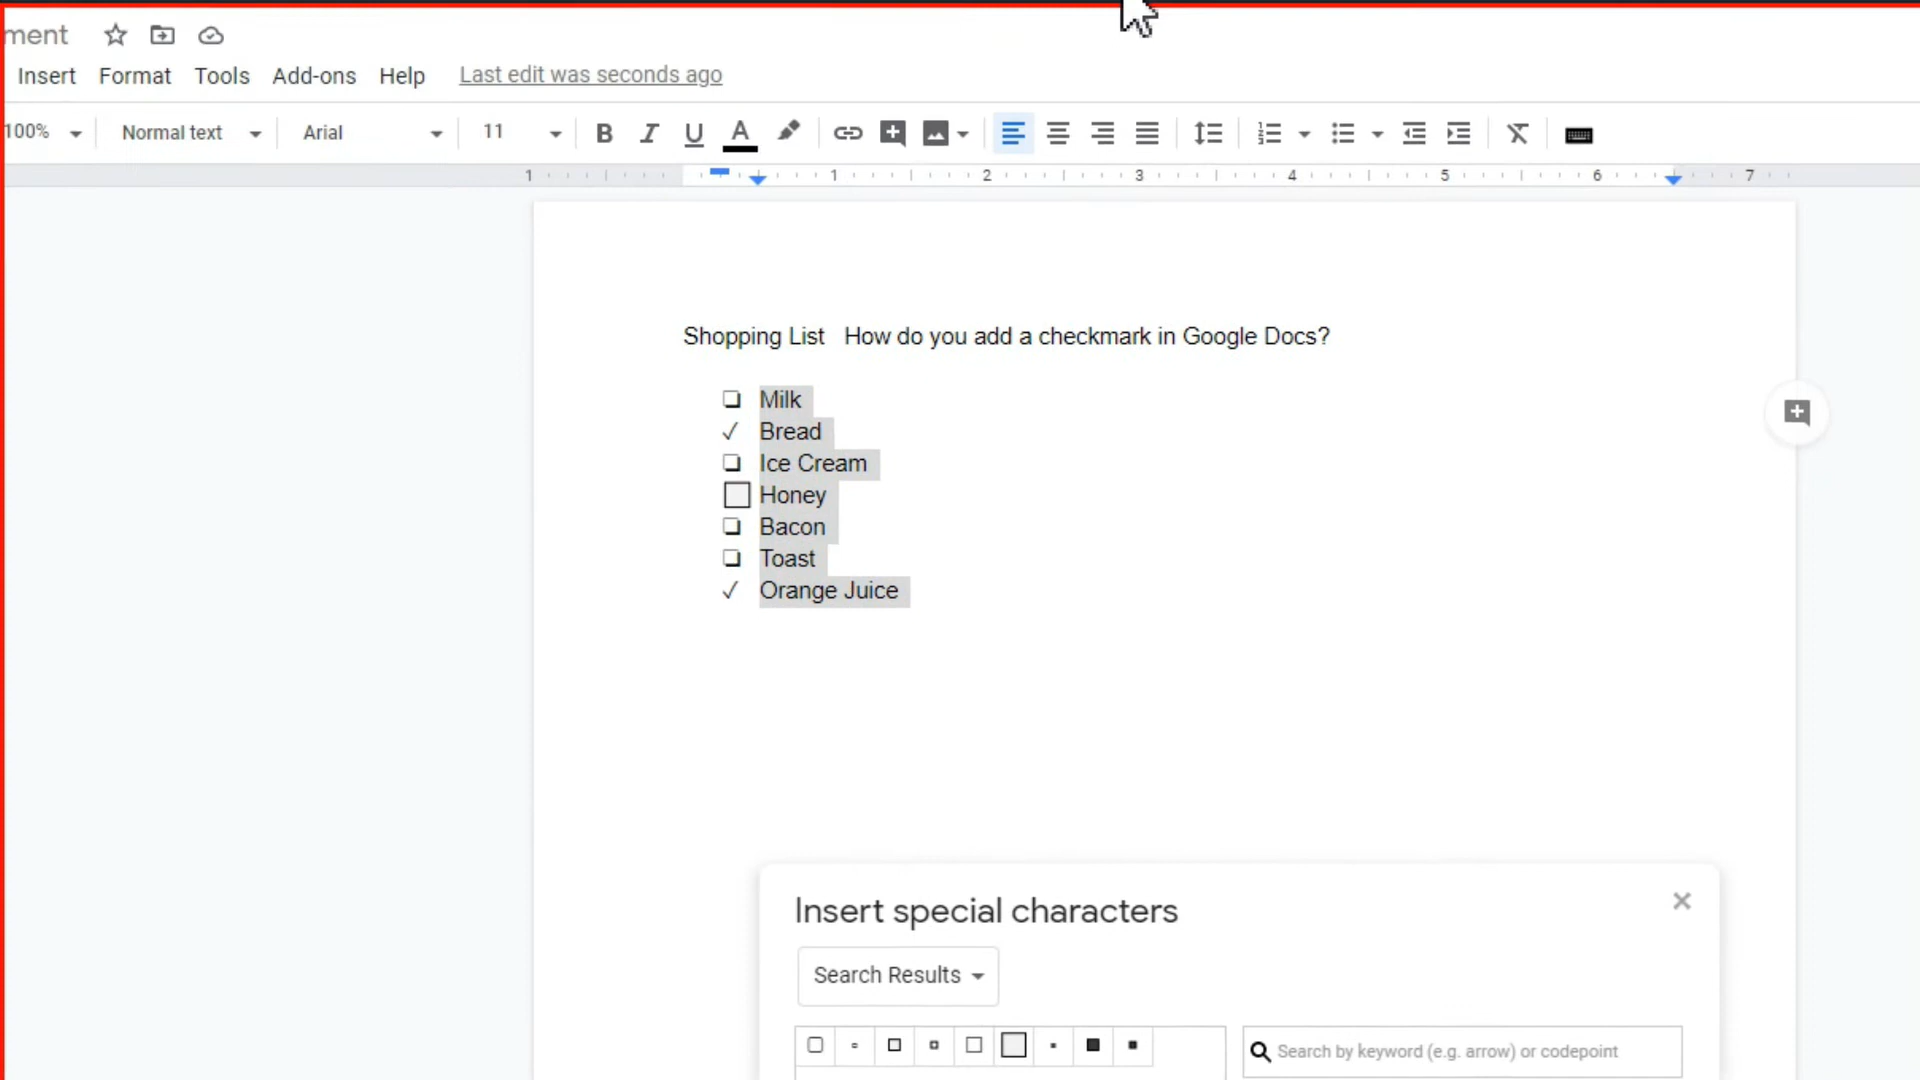 ment
Insert Format Tools Add-ons Help Last edit was seconds ago
100% Normal text Arial 11 B I U A
1 1 2 3 4 5 6 7
Shopping List How do you add a checkmark in Google Docs?
❏ Milk
✓ Bread
❏ Ice Cream
☐ Honey
❏ Bacon
❏ Toast
✓ Orange Juice
Insert special characters
Search Results
Search by keyword (e.g. arrow) or codepoint